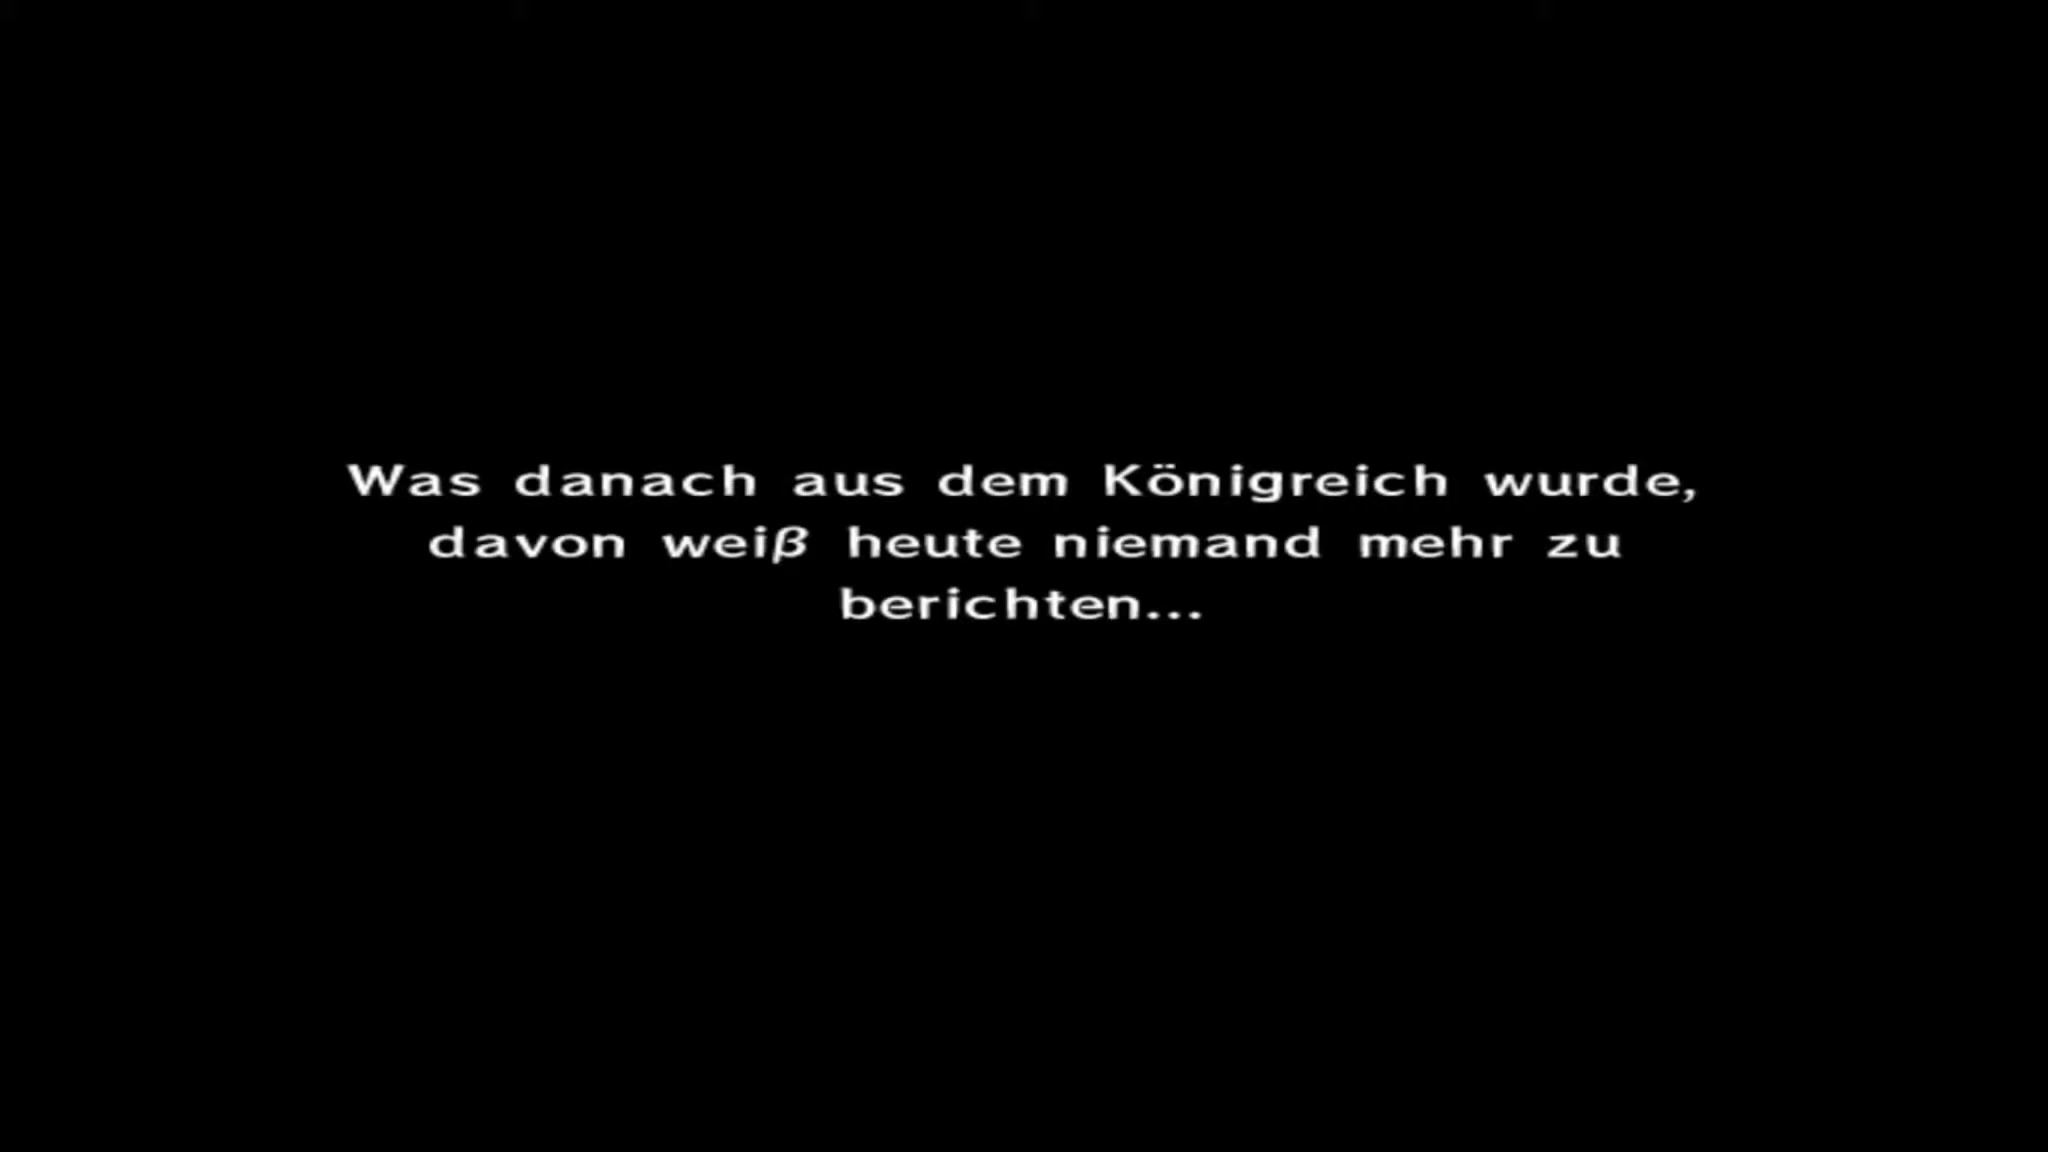 Was danach aus dem Königreich wurde,
davon weiß heute niemand mehr zu
berichten...